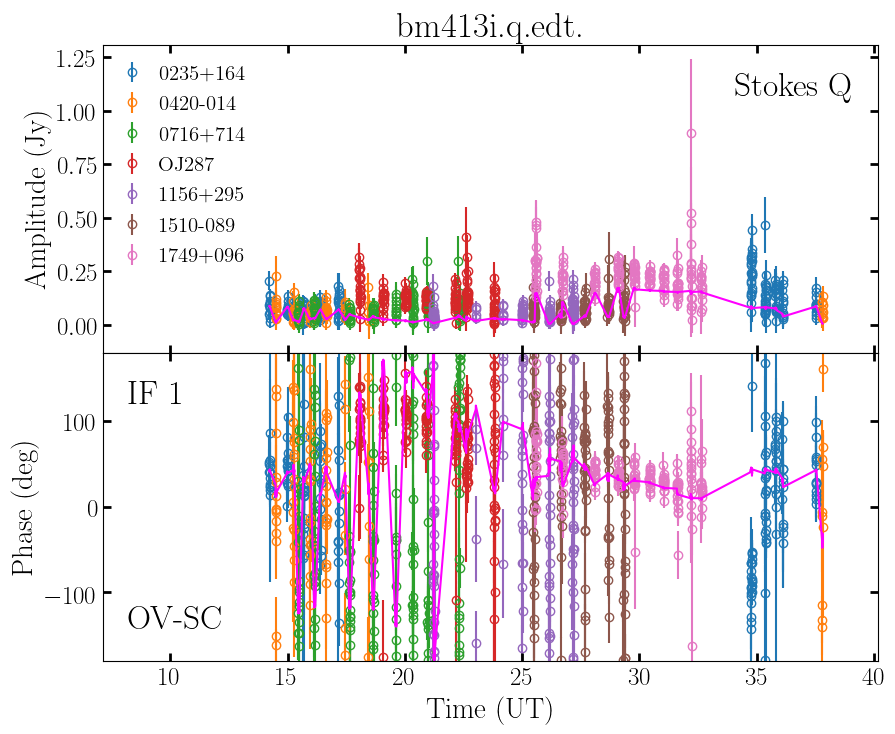 bm413i.q.edt.
1.25
1.00
0.75
0.50
0.25
0.00
Amplitude (Jy)
0235+164
0420-014
0716+714
OJ287
1156+295
1510-089
1749+096
Stokes Q
IF 1
OV-SC
100
0
−100
Phase (deg)
10
15
20
25
30
35
40
Time (UT)